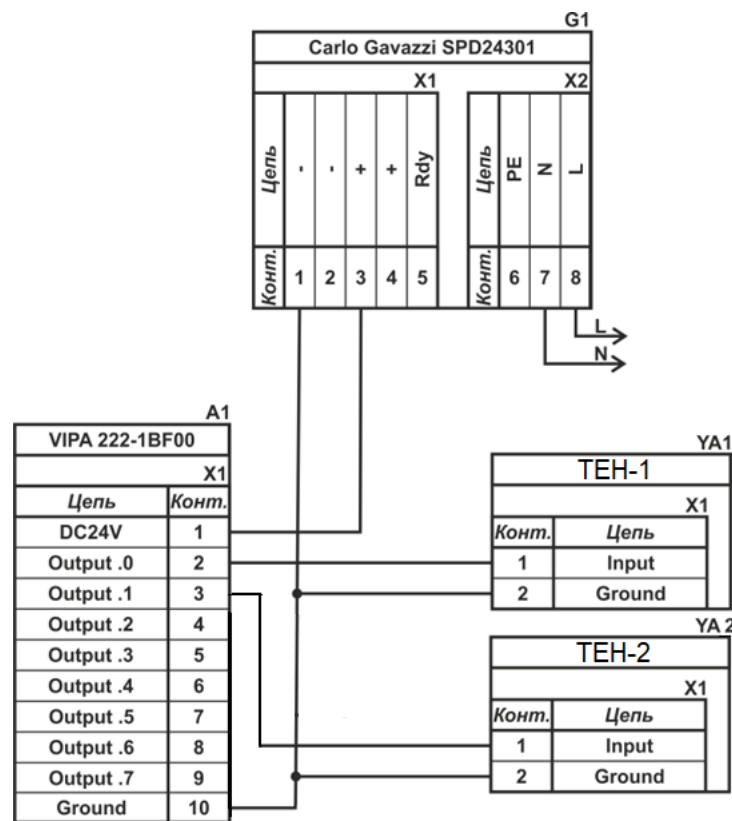 G1
Carlo Gavazzi SPD24301
X1 X2
Цепь - - + + Rdy Цепь PE N L
Конт. 1 2 3 4 5 Конт. 6 7 8
L
N
A1
VIPA 222-1BF00
X1
Цепь Конт.
DC24V 1
Output .0 2
Output .1 3
Output .2 4
Output .3 5
Output .4 6
Output .5 7
Output .6 8
Output .7 9
Ground 10
YA1
ТЕН-1
X1
Конт. Цепь
1 Input
2 Ground
YA 2
ТЕН-2
X1
Конт. Цепь
1 Input
2 Ground